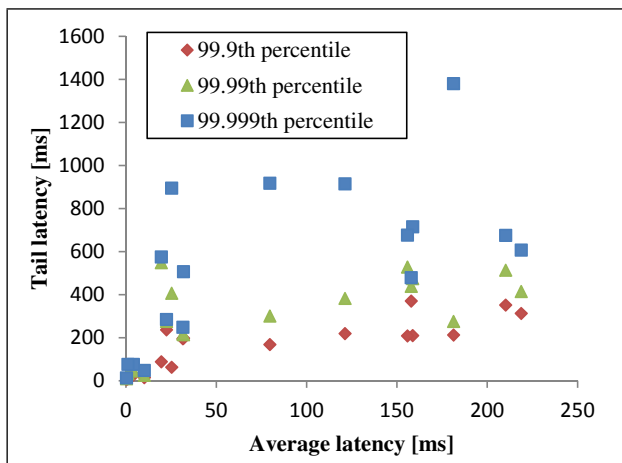 1600
1400
1200
1000
800
600
400
200
0
Tail latency [ms]
99.9th percentile
99.99th percentile
99.999th percentile
0 50 100 150 200 250
Average latency [ms]